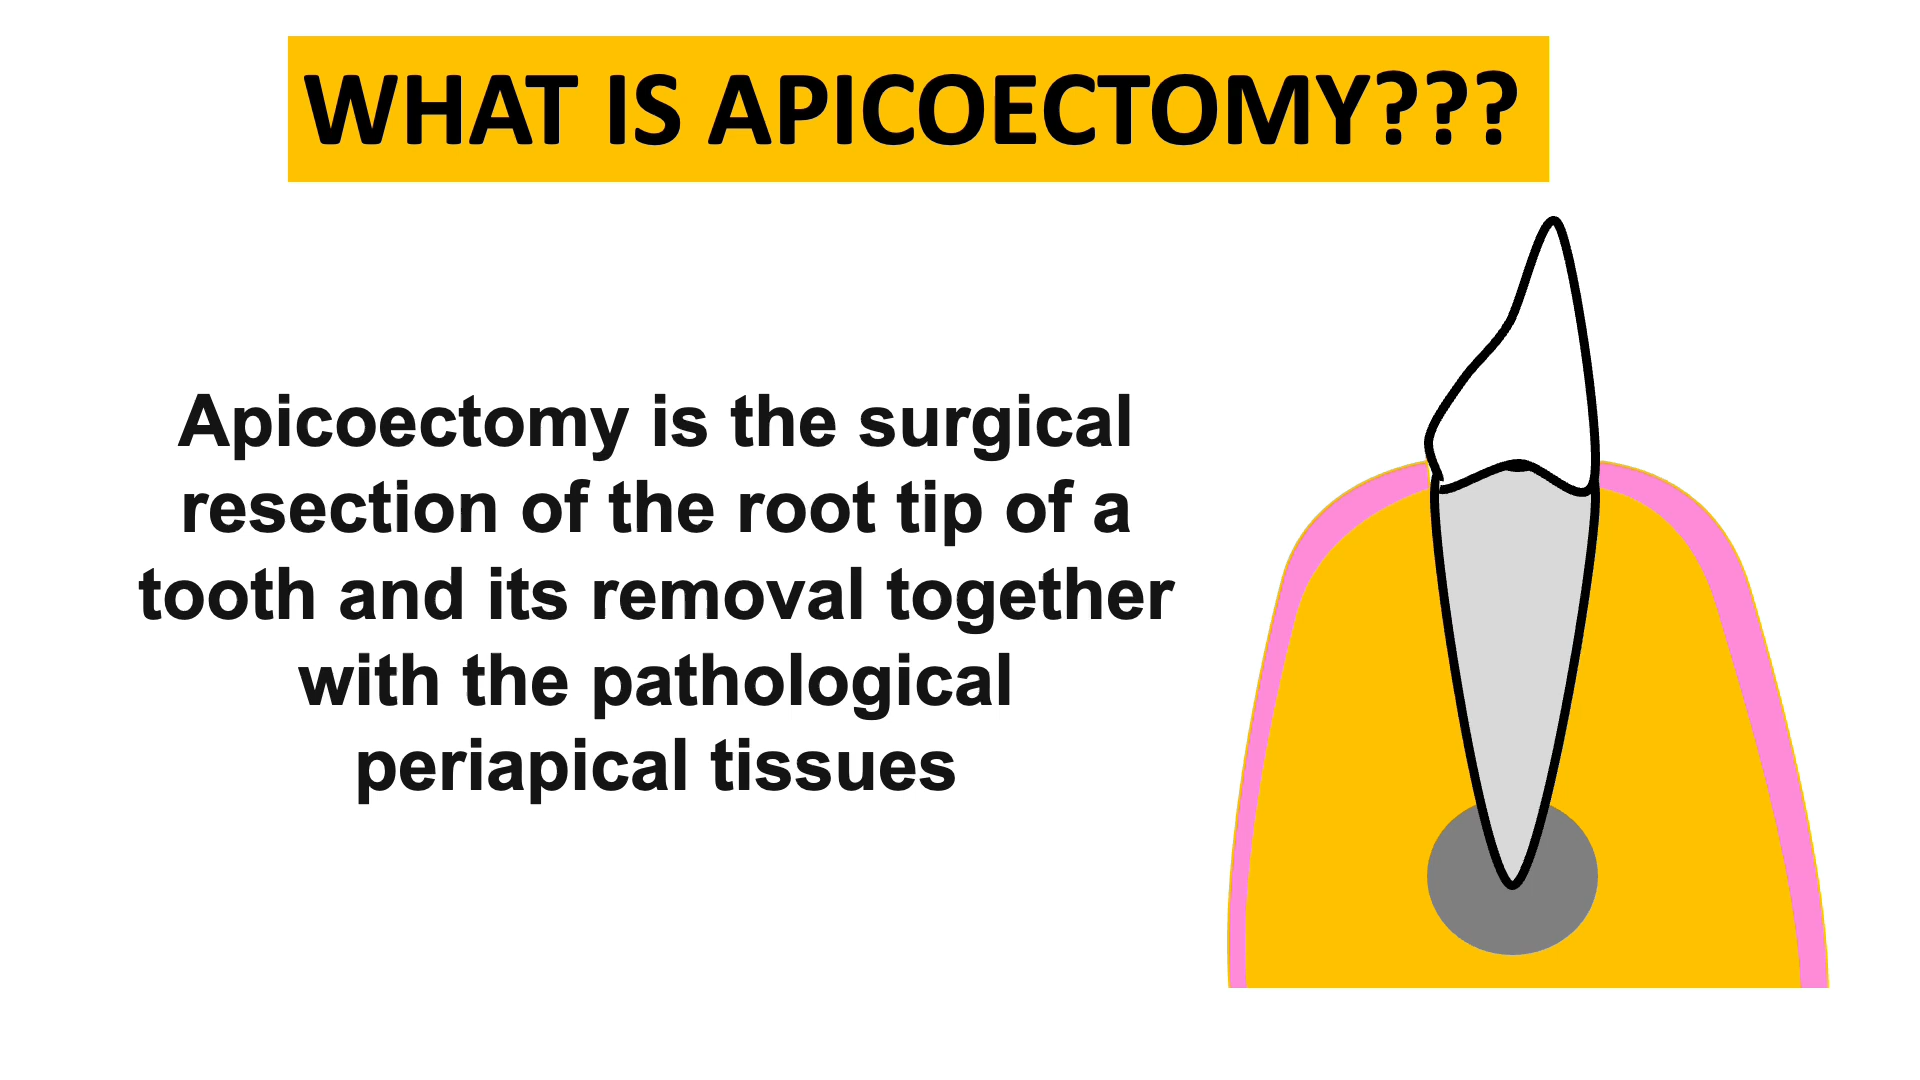 WHAT IS APICOECTOMY???
Apicoectomy is the surgical
resection of the root tip of a
tooth and its removal together
with the pathological
periapical tissues